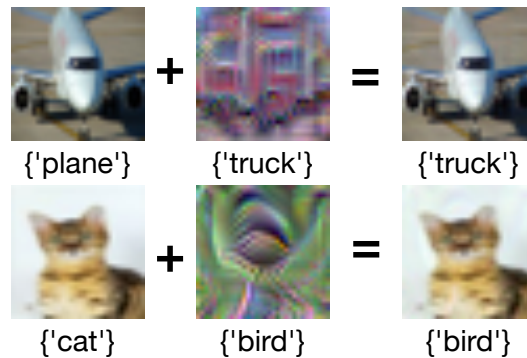 + =
{'plane'} {'truck'} {'truck'}
+ =
{'cat'} {'bird'} {'bird'}